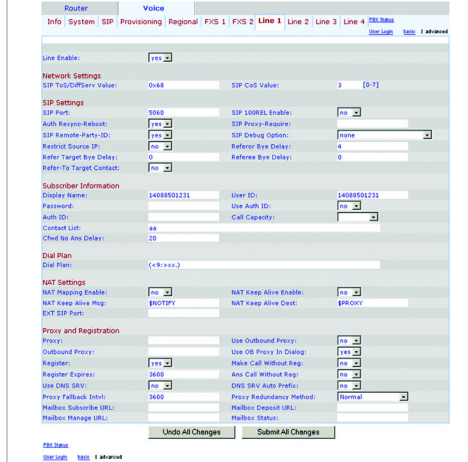 Router Voice
Info System SIP Provisioning Regional FXS 1 FXS 2 Line 1 Line 2 Line 3 Line 4 PBX Status
User Login basic | advanced
Line Enable: yes
Network Settings
SIP ToS/DiffServ Value: 0x68 SIP CoS Value: 3 [0-7]
SIP Settings
SIP Port: 5060 SIP 100REL Enable: no
Auth Resync-Reboot: yes SIP Proxy-Require:
SIP Remote-Party-ID: yes SIP Debug Option: none
Restrict Source IP: no Referor Bye Delay: 4
Refer Target Bye Delay: 0 Referee Bye Delay: 0
Refer-To Target Contact: no
Subscriber Information
Display Name: 14088501231 User ID: 14088501231
Password: Use Auth ID: no
Auth ID: Call Capacity:
Contact List: aa
Cfwd No Ans Delay: 20
Dial Plan
Dial Plan: (<9:>xx.)
NAT Settings
NAT Mapping Enable: no NAT Keep Alive Enable: no
NAT Keep Alive Msg: $NOTIFY NAT Keep Alive Dest: $PROXY
EXT SIP Port:
Proxy and Registration
Proxy: Use Outbound Proxy: no
Outbound Proxy: Use OB Proxy In Dialog: yes
Register: yes Make Call Without Reg: no
Register Expires: 3600 Ans Call Without Reg: no
Use DNS SRV: no DNS SRV Auto Prefix: no
Proxy Fallback Intvl: 3600 Proxy Redundancy Method: Normal
Mailbox Subscribe URL: Mailbox Deposit URL:
Mailbox Manage URL: Mailbox Status:
Undo All Changes Submit All Changes
PBX Status
User Login basic | advanced